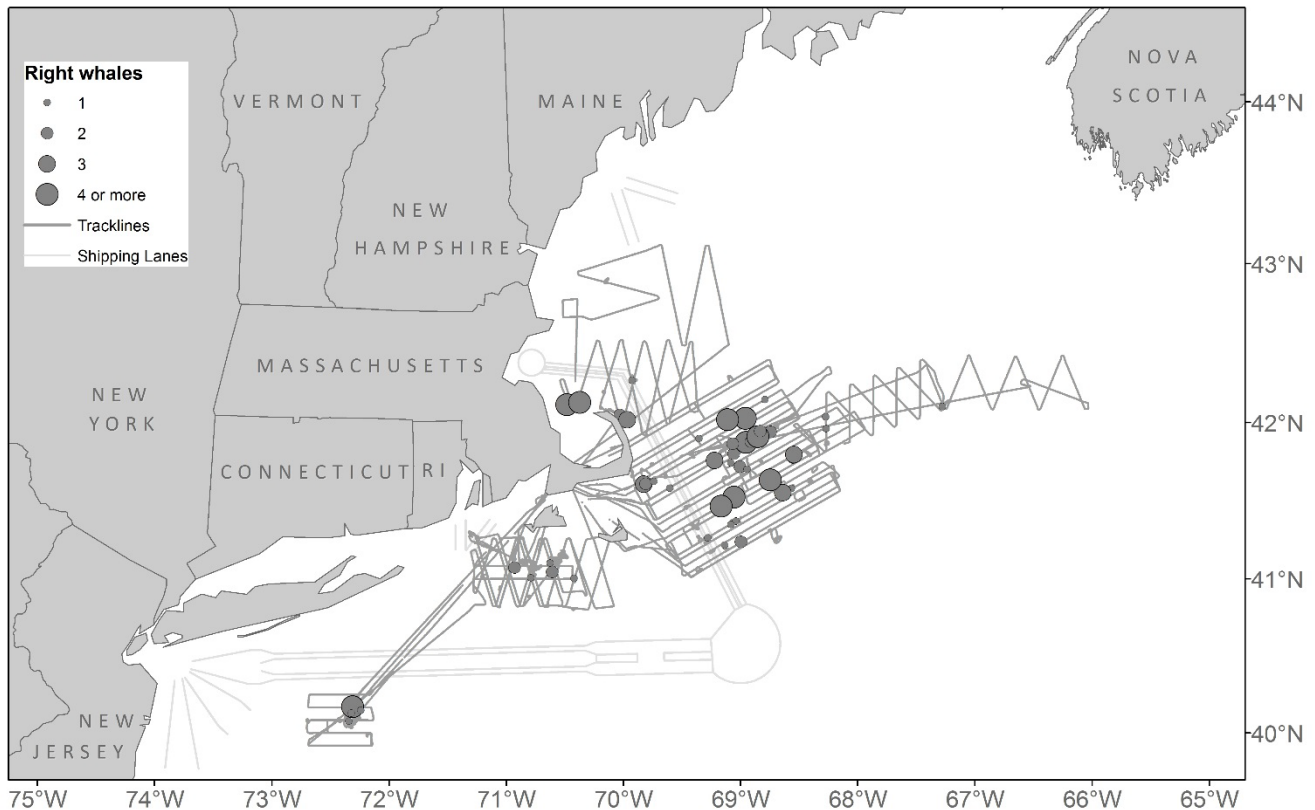 Right whales
1
2
3
4 or more
Tracklines
Shipping Lanes
VERMONT
MAINE
NOVA
SCOTIA
NEW
HAMPSHIRE
MASSACHUSETTS
NEW
YORK
CONNECTICUT
RI
NEW
JERSEY
44°N
43°N
42°N
41°N
40°N
75°W
74°W
73°W
72°W
71°W
70°W
69°W
68°W
67°W
66°W
65°W